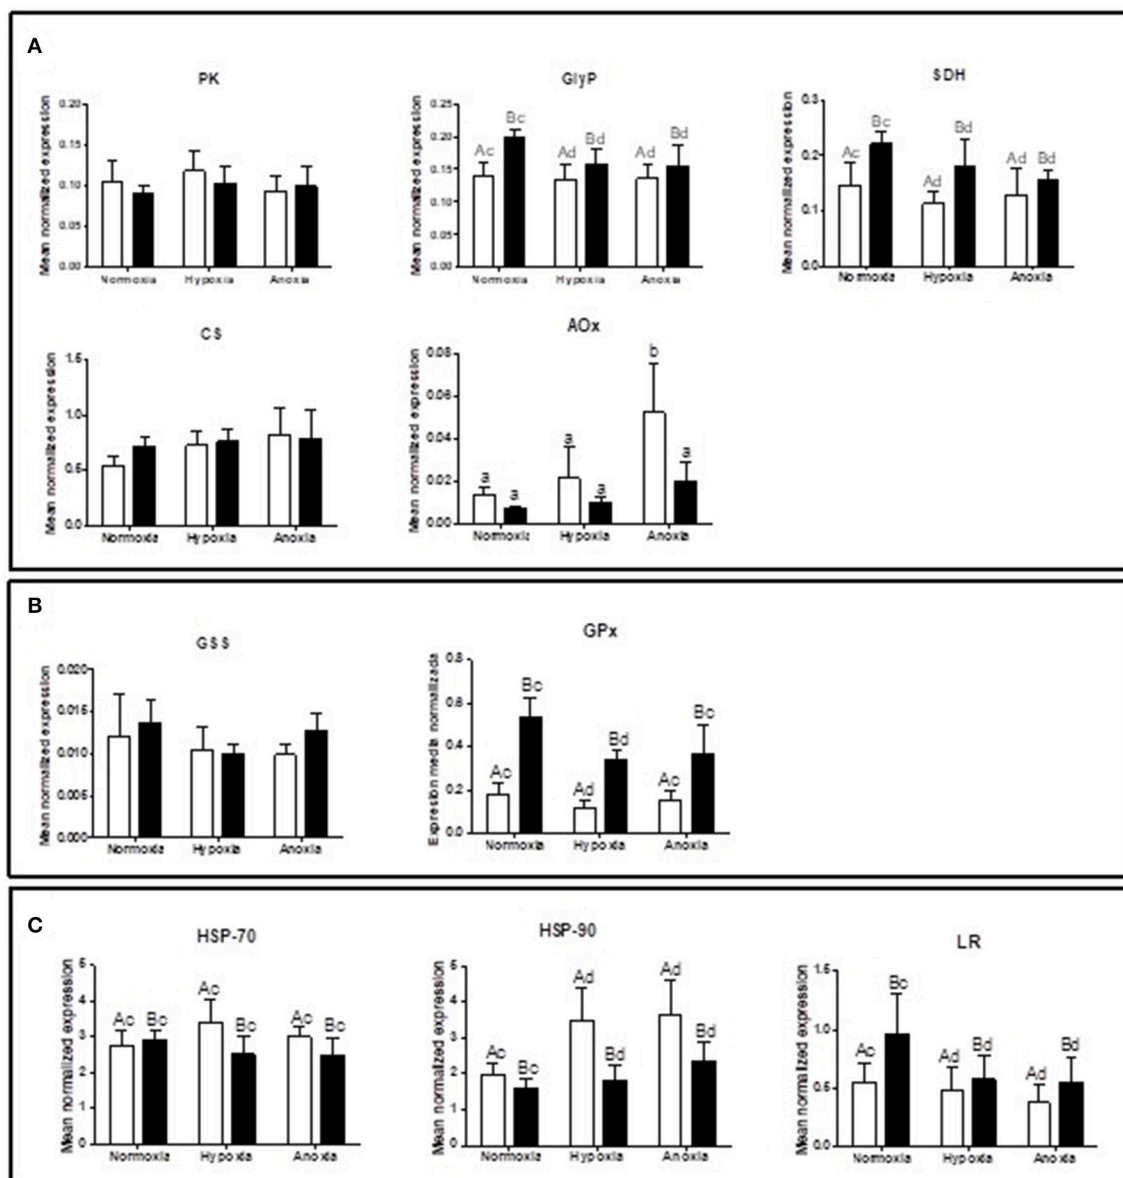 A
PK
Mean normalized expression
0.20
0.15
0.10
0.05
0.00
Normoxia Hypoxia Anoxia
GlyP
Mean normalized expression
0.25
0.20
0.15
0.10
0.05
0.00
Ac Bc Ad Bd Ad Bd
Normoxia Hypoxia Anoxia
SDH
Mean normalized expression
0.3
0.2
0.1
0.0
Ac Bc Ad Bd Ad Bd
Normoxia Hypoxia Anoxia
CS
Mean normalized expression
1.5
1.0
0.5
0.0
Normoxia Hypoxia Anoxia
AOx
Mean normalized expression
0.08
0.06
0.04
0.02
0.00
a a a a b a
Normoxia Hypoxia Anoxia
B
GSS
Mean normalized expression
0.020
0.015
0.010
0.005
0.000
Normoxia Hypoxia Anoxia
GPx
Expresion media normalizada
0.8
0.6
0.4
0.2
0.0
Ac Bc Ad Bd Ac Bc
Normoxia Hypoxia Anoxia
C
HSP-70
Mean normalized expression
5
4
3
2
1
0
Ac Bc Ac Bc Ac Bc
Normoxia Hypoxia Anoxia
HSP-90
Mean normalized expression
5
4
3
2
1
0
Ac Bc Ad Bd Ad Bd
Normoxia Hypoxia Anoxia
LR
Mean normalized expression
1.5
1.0
0.5
0.0
Ac Bc Ad Bd Ad Bd
Normoxia Hypoxia Anoxia